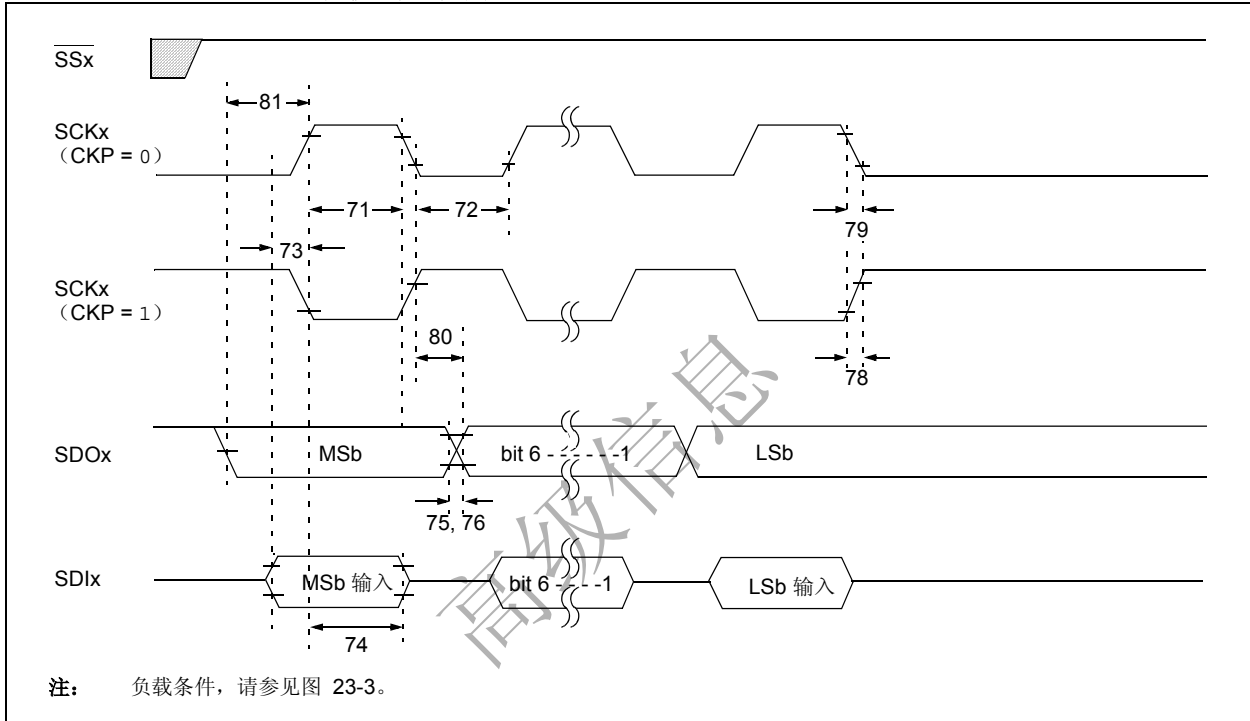 SSx
81
SCKx
（CKP = 0）
71
72
79
73
SCKx
（CKP = 1）
80
78
SDOx
MSb
bit 6 - - - - - -1
LSb
75, 76
SDIx
MSb 输入
bit 6 - - - -1
LSb 输入
74
高级信息
注： 负载条件，请参见图 23-3。